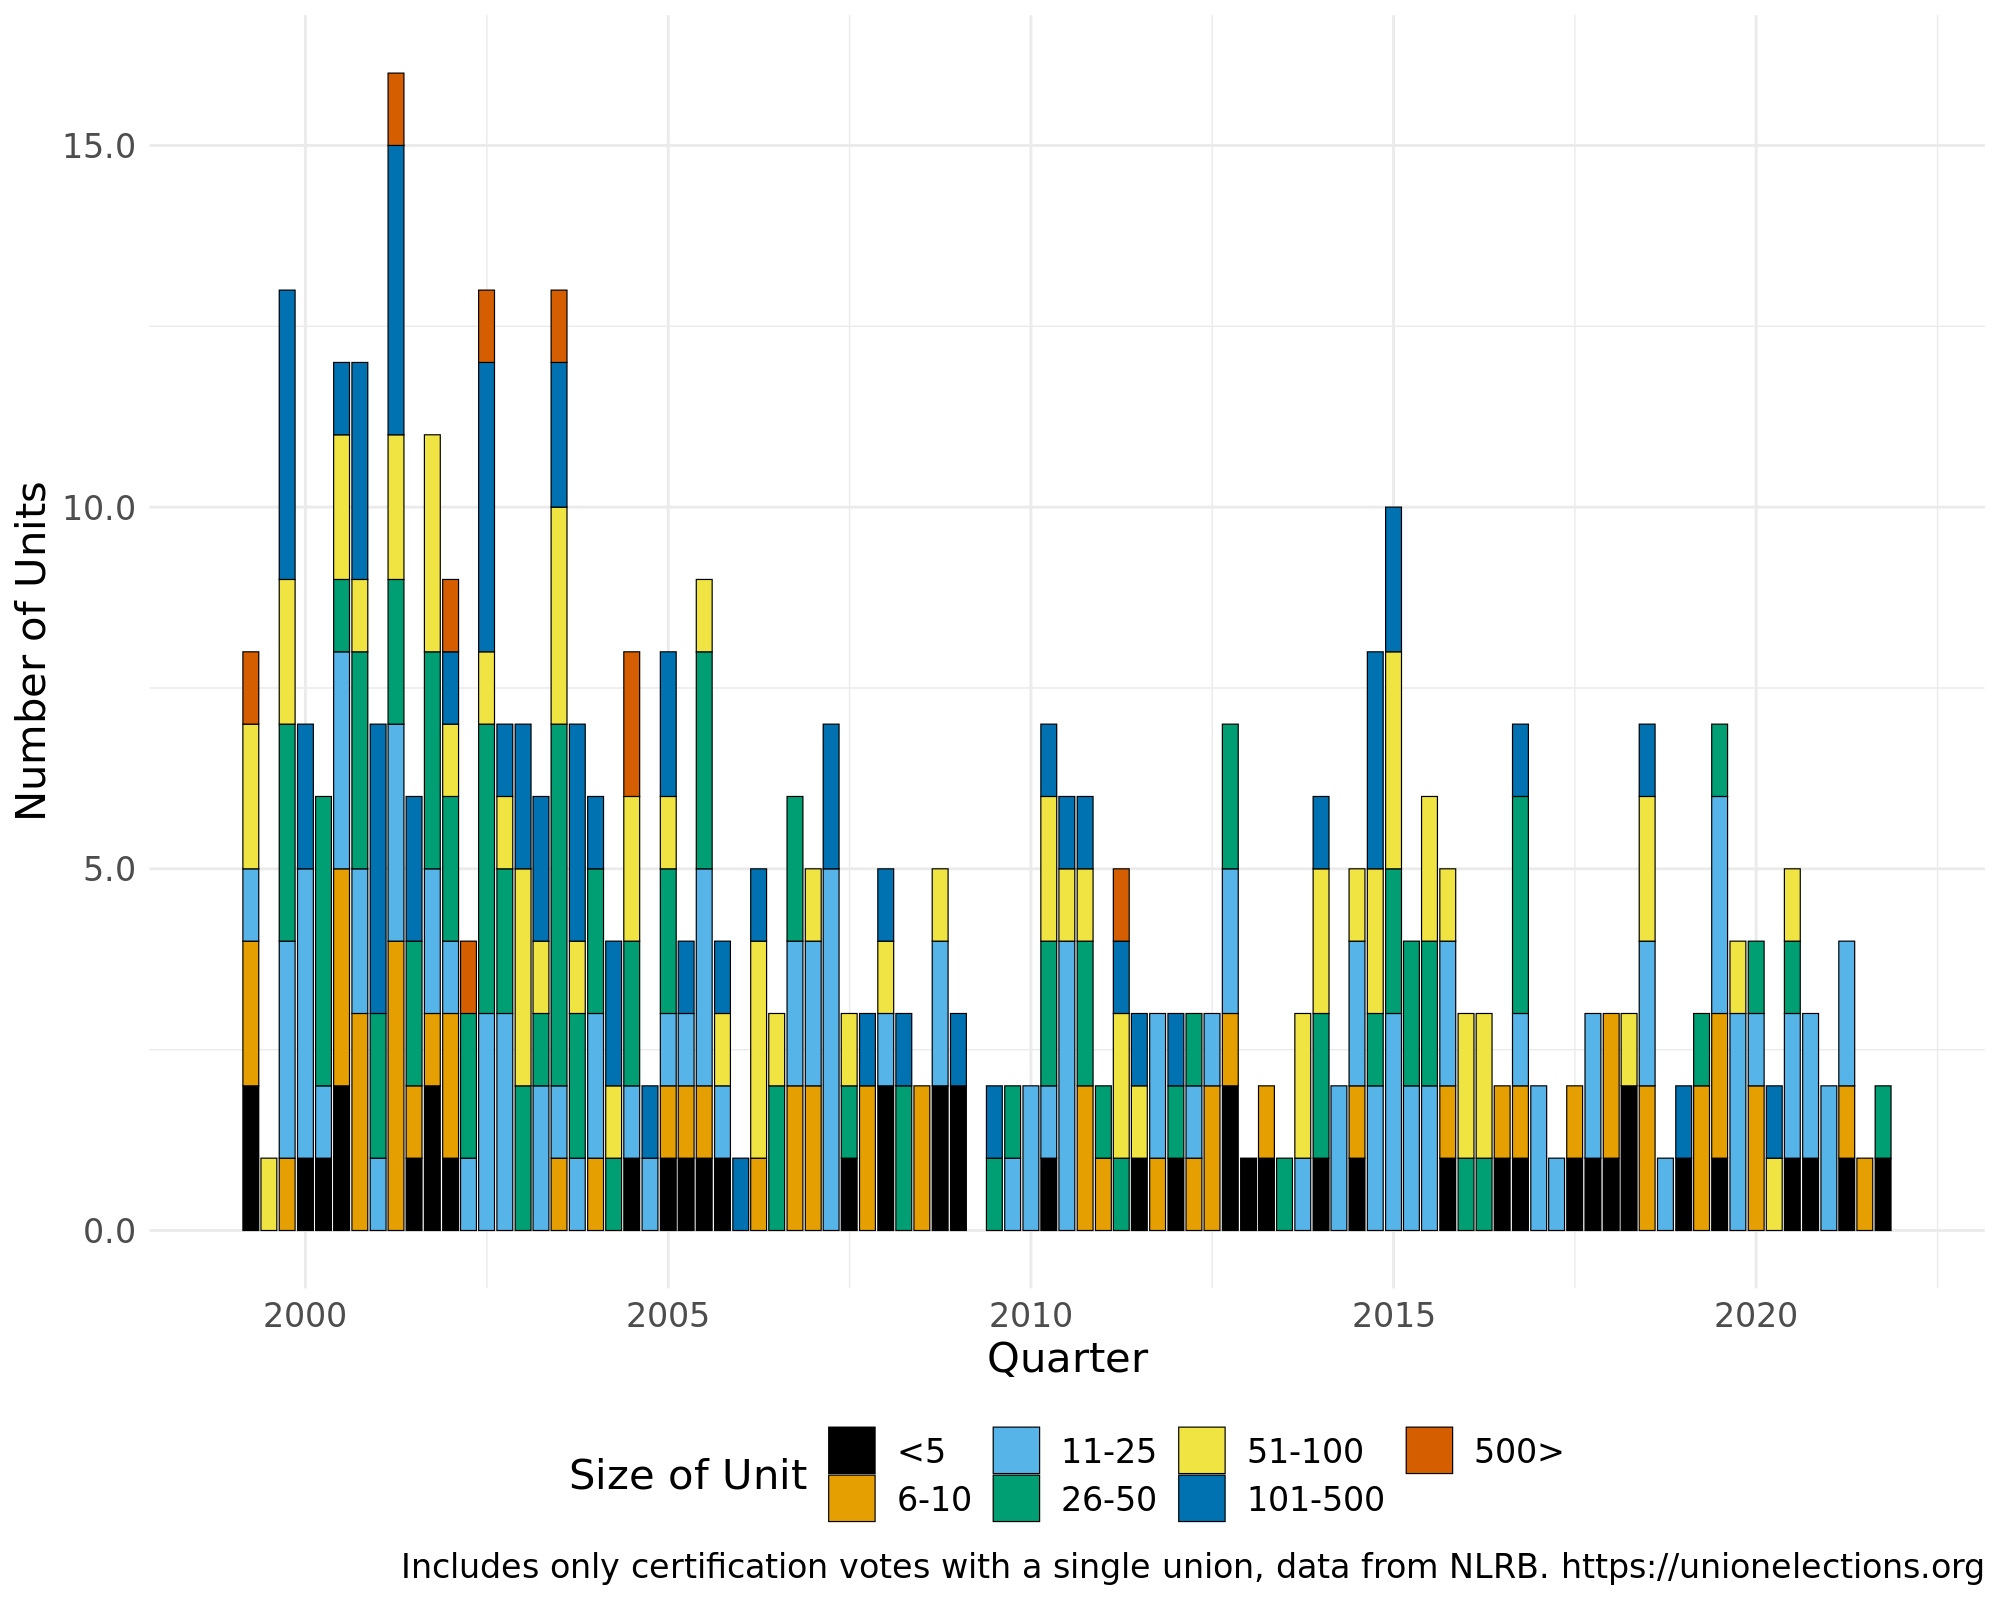 15.0
10.0
5.0
0.0
Number of Units
2000 2005 2010 2015 2020
Quarter
Size of Unit
<5 11-25 51-100 500>
6-10 26-50 101-500
Includes only certification votes with a single union, data from NLRB. https://unionelections.org